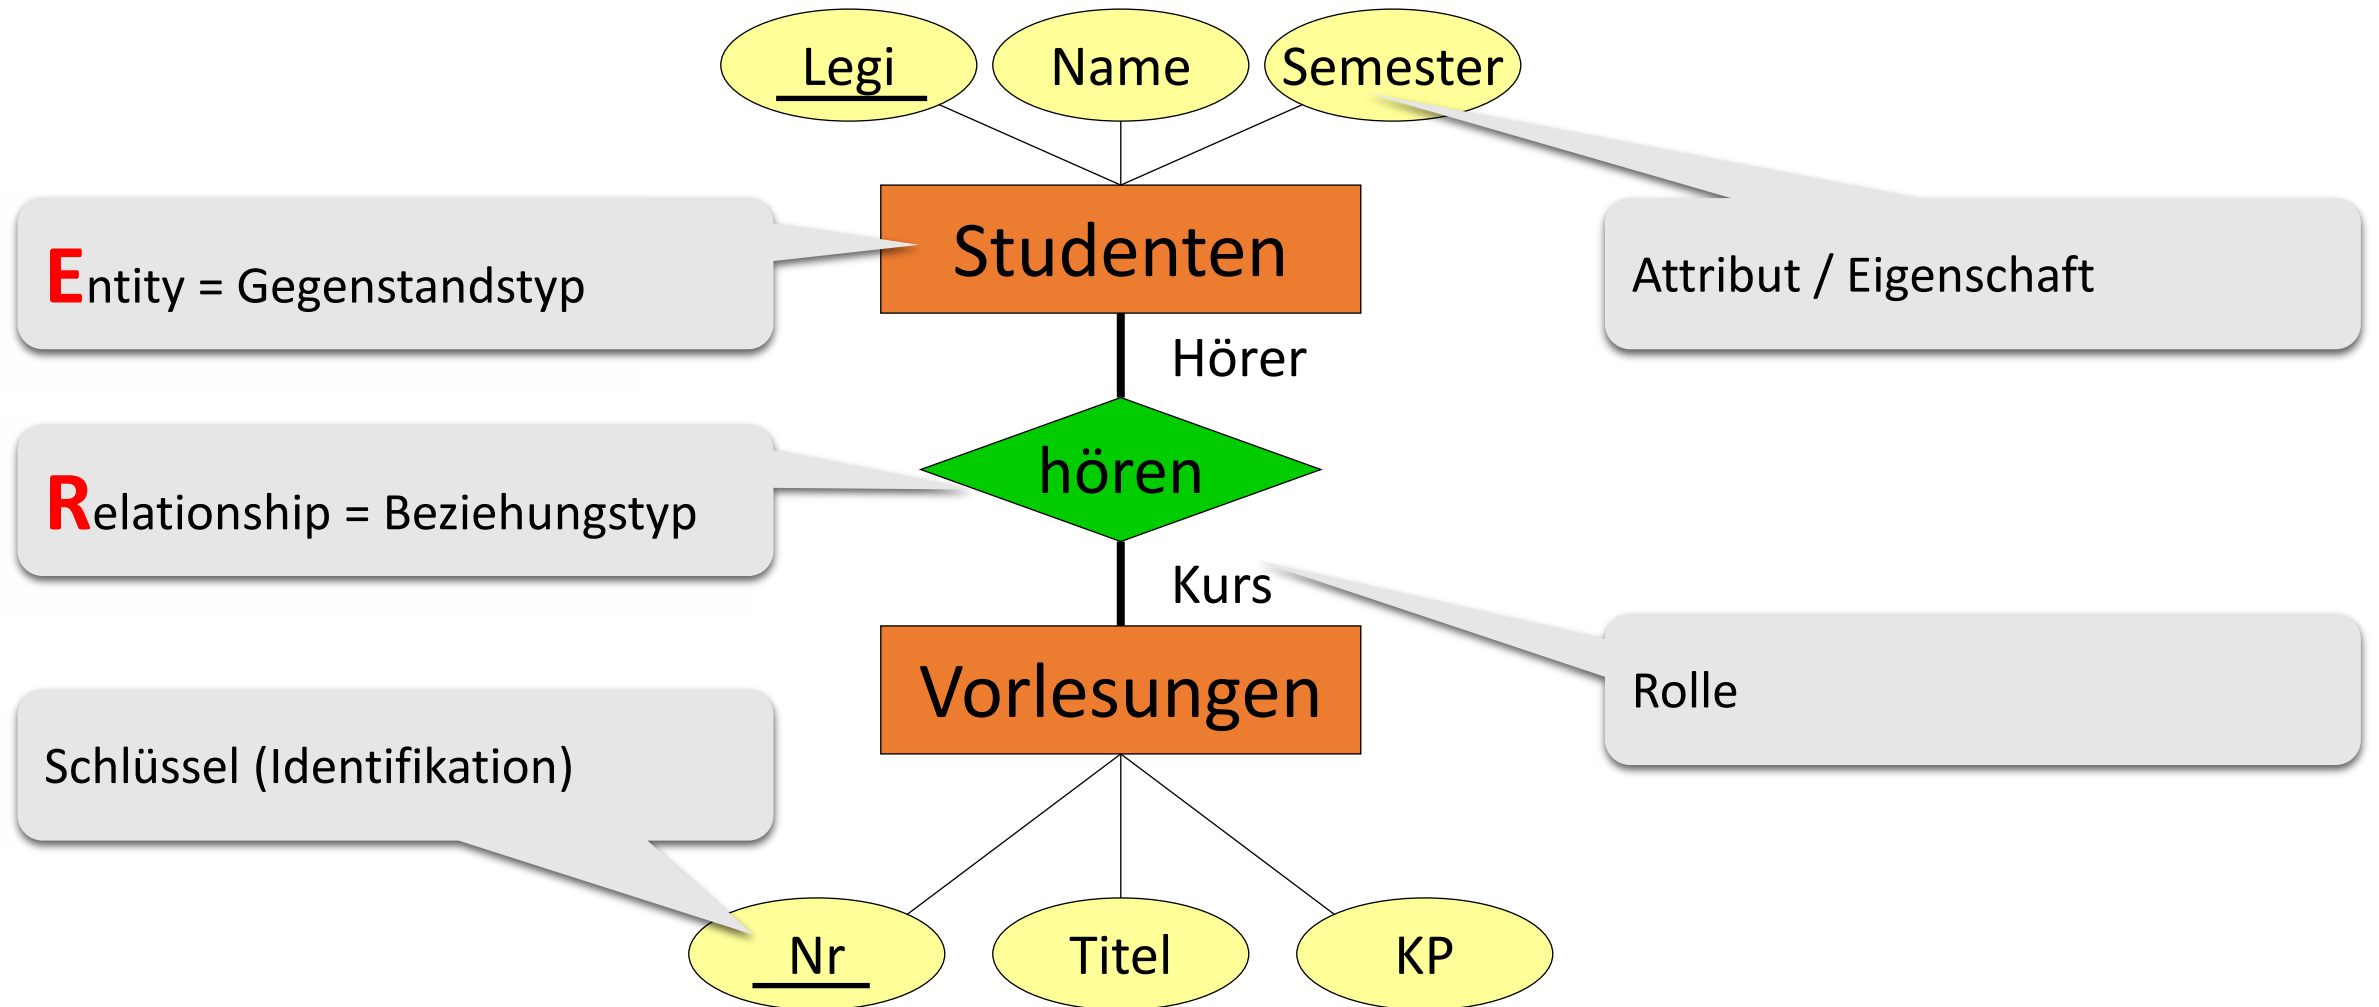 Legi
Name
Semester
Entity = Gegenstandstyp
Studenten
Attribut / Eigenschaft
Hörer
Relationship = Beziehungstyp
hören
Kurs
Rolle
Vorlesungen
Schlüssel (Identifikation)
Nr
Titel
KP